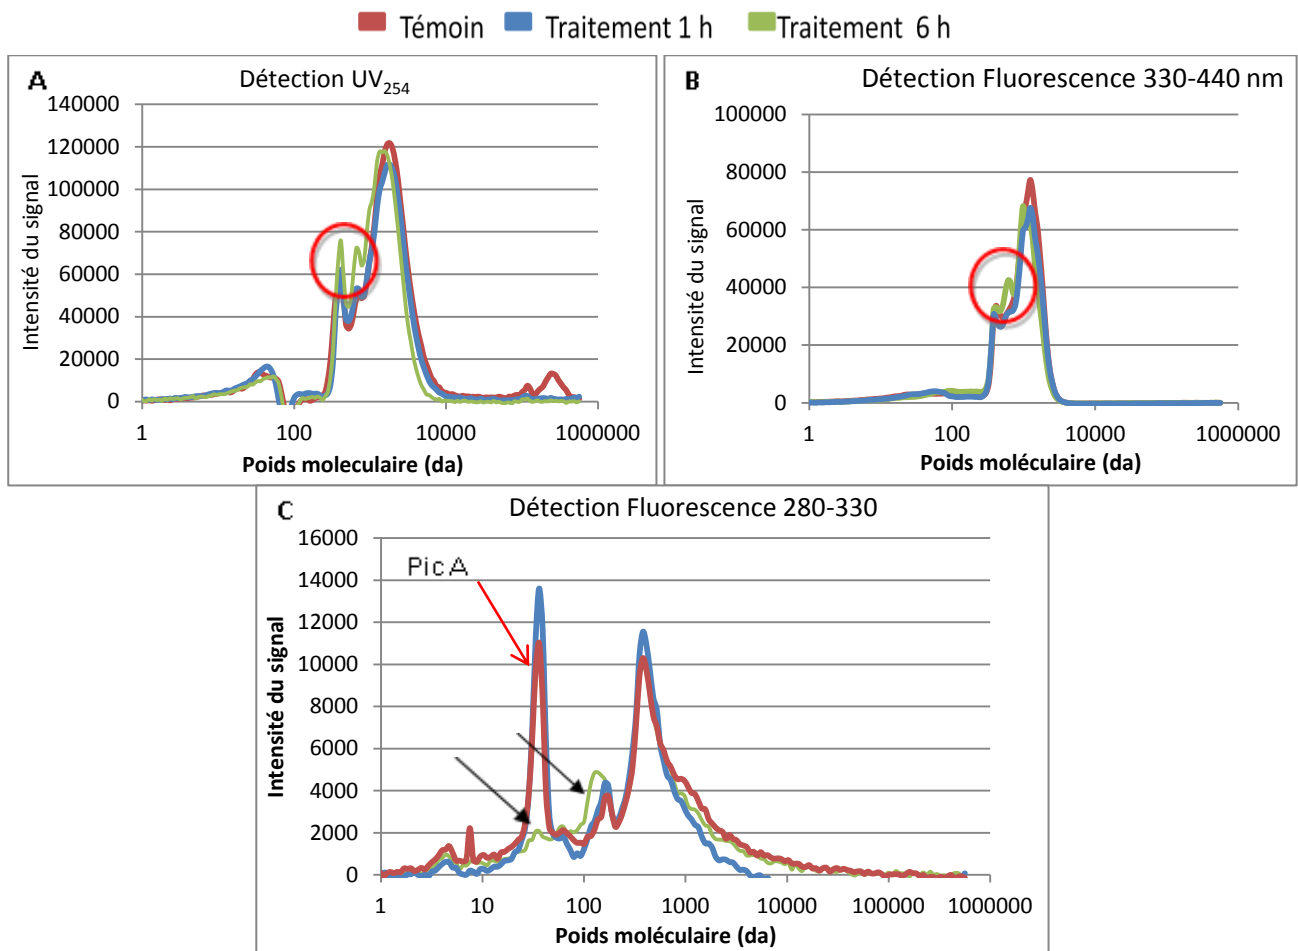 Témoin Traitement 1 h Traitement 6 h
A Détection UV254
140000
120000
100000
80000
60000
40000
20000
0
Intensité du signal
1 100 10000 1000000
Poids moleculaire (da)
B Détection Fluorescence 330-440 nm
100000
80000
60000
40000
20000
0
Intensité du signal
1 100 10000 1000000
Poids moléculaire (da)
C Détection Fluorescence 280-330
16000
14000
12000
10000
8000
6000
4000
2000
0
Intensité du signal
Pic A
1 10 100 1000 10000 100000 1000000
Poids moléculaire (da)